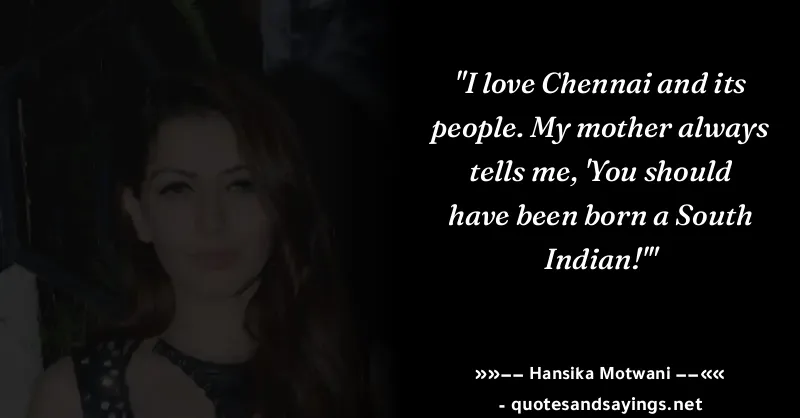 "I love Chennai and its
people. My mother always
tells me, 'You should
have been born a South
Indian!'"
»»–– Hansika Motwani ––««
- quotesandsayings.net